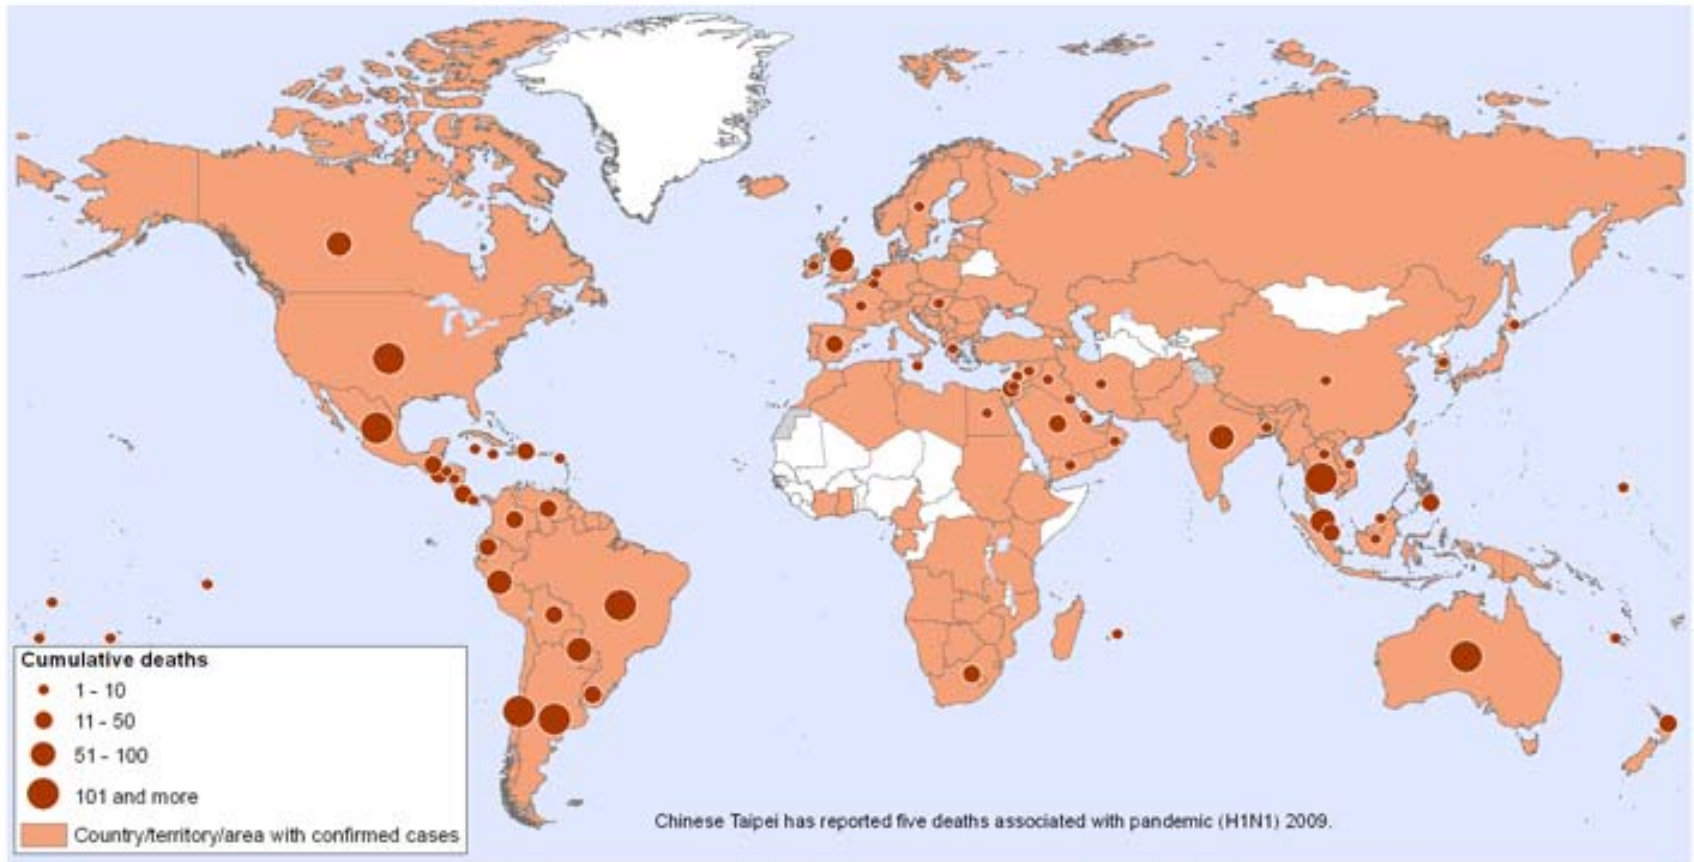 Cumulative deaths
1 - 10
11 - 50
51 - 100
101 and more
Country/territory/area with confirmed cases
Chinese Taipei has reported five deaths associated with pandemic (H1N1) 2009.